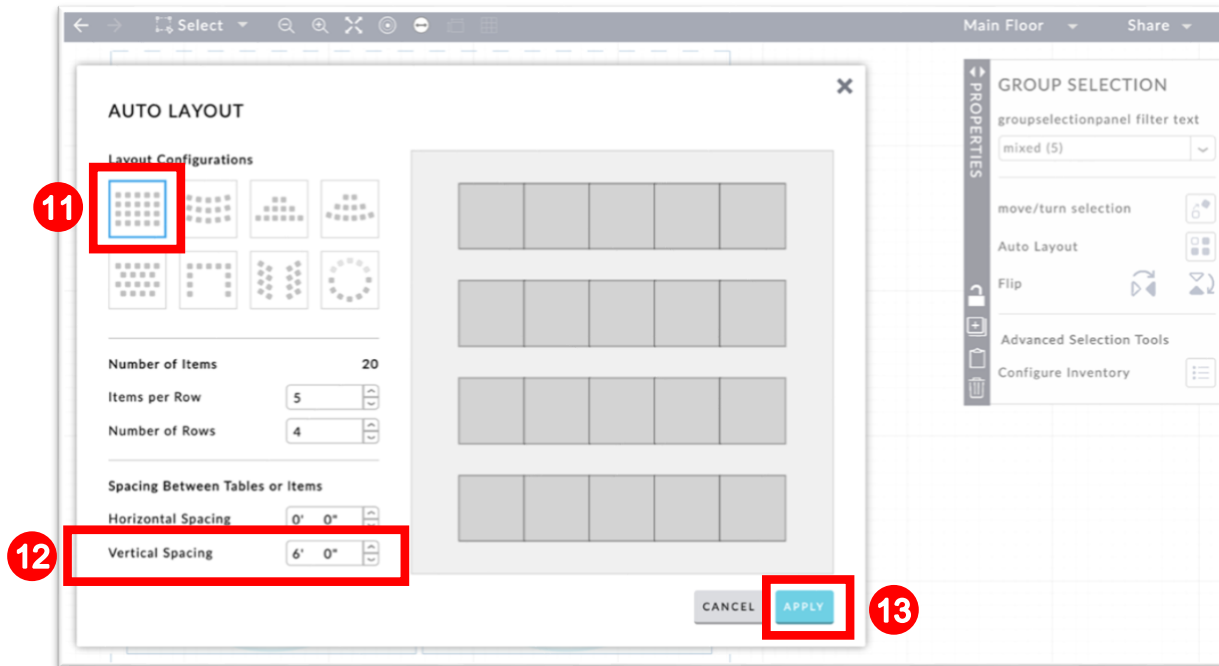 Select
Main Floor
Share
AUTO LAYOUT
Layout Configurations
11
Number of Items 20
Items per Row 5
Number of Rows 4
Spacing Between Tables or Items
Horizontal Spacing 0' 0"
12
Vertical Spacing 6' 0"
CANCEL
APPLY
13
PROPERTIES
GROUP SELECTION
groupselectionpanel filter text
mixed (5)
move/turn selection
Auto Layout
Flip
Advanced Selection Tools
Configure Inventory